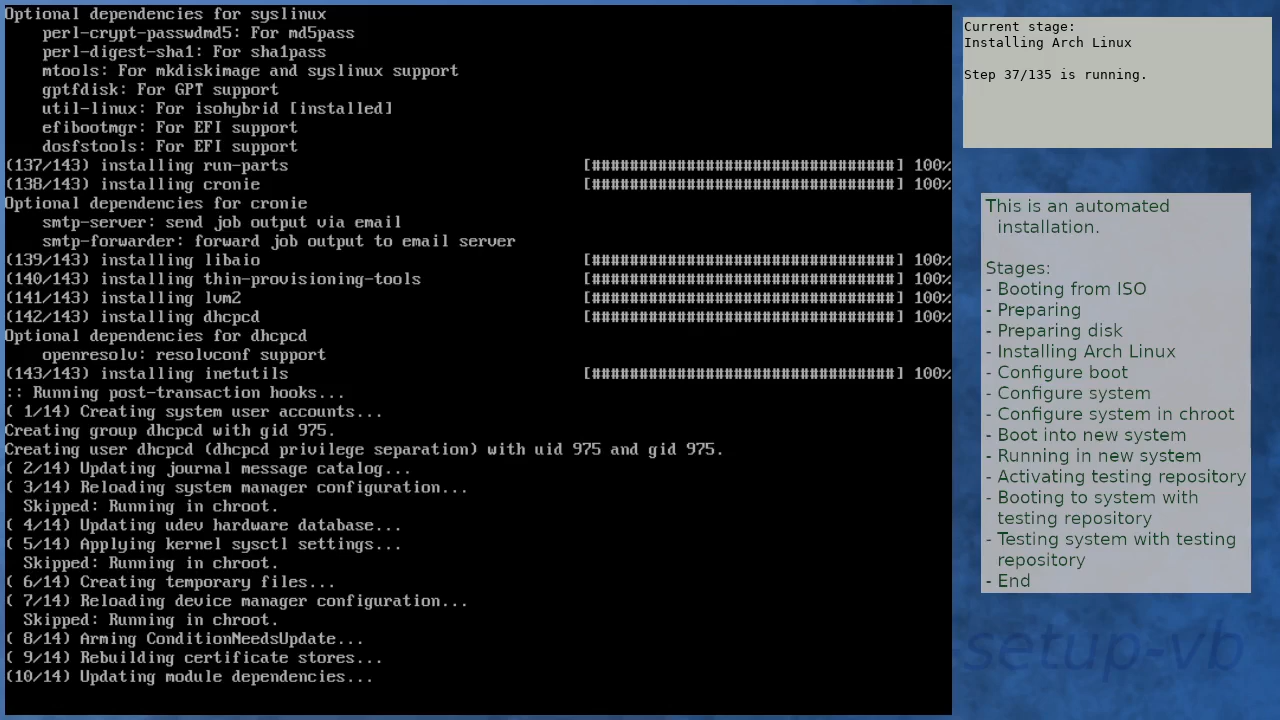 Optional dependencies for syslinux
perl-crypt-passwdmd5: For md5pass
perl-digest-sha1: For sha1pass
mtools: For mkdiskimage and syslinux support
gptfdisk: For GPT support
util-linux: For isohybrid [installed]
efibootmgr: For EFI support
dosfstools: For EFI support
(137/143) installing run-parts [################################] 100%
(138/143) installing cronie [################################] 100%
Optional dependencies for cronie
smtp-server: send job output via email
smtp-forwarder: forward job output to email server
(139/143) installing libaio [################################] 100%
(140/143) installing thin-provisioning-tools [################################] 100%
(141/143) installing lvm2 [################################] 100%
(142/143) installing dhcpcd [################################] 100%
Optional dependencies for dhcpcd
openresolv: resolvconf support
(143/143) installing inetutils [################################] 100%
:: Running post-transaction hooks...
( 1/14) Creating system user accounts...
Creating group dhcpcd with gid 975.
Creating user dhcpcd (dhcpcd privilege separation) with uid 975 and gid 975.
( 2/14) Updating journal message catalog...
( 3/14) Reloading system manager configuration...
Skipped: Running in chroot.
( 4/14) Updating udev hardware database...
( 5/14) Applying kernel sysctl settings...
Skipped: Running in chroot.
( 6/14) Creating temporary files...
( 7/14) Reloading device manager configuration...
Skipped: Running in chroot.
( 8/14) Arming ConditionNeedsUpdate...
( 9/14) Rebuilding certificate stores...
(10/14) Updating module dependencies...
Current stage:
Installing Arch Linux
Step 37/135 is running.
This is an automated
installation.
Stages:
- Booting from ISO
- Preparing
- Preparing disk
- Installing Arch Linux
- Configure boot
- Configure system
- Configure system in chroot
- Boot into new system
- Running in new system
- Activating testing repository
- Booting to system with
testing repository
- Testing system with testing
repository
- End
setup-vb